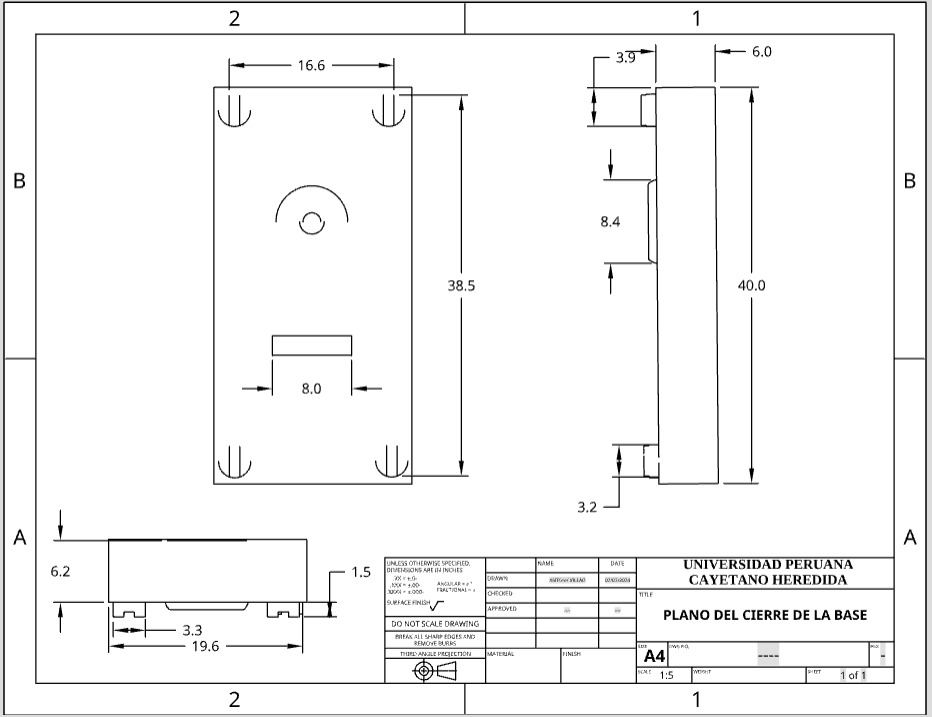 2 1
16.6
3.9
6.0
B B
8.4
38.5
40.0
8.0
3.2
A A
6.2
1.5
3.3
19.6
UNLESS OTHERWISE SPECIFIED,
DIMENSIONS ARE IN INCHES
.XX = ±.0-
.XXX = ±.00-
.XXXX = ±.000-
ANGULAR = ± °
FRACTIONAL = ±
SURFACE FINISH
DO NOT SCALE DRAWING
BREAK ALL SHARP EDGES AND
REMOVE BURRS
THIRD ANGLE PROJECTION
NAME DATE
DRAWN
CHECKED
APPROVED
MATERIAL FINISH
UNIVERSIDAD PERUANA
CAYETANO HEREDIDA
TITLE
PLANO DEL CIERRE DE LA BASE
SIZE DWG NO.
A4 ---- -
SCALE 1:5 WEIGHT SHEET 1 of 1
2 1